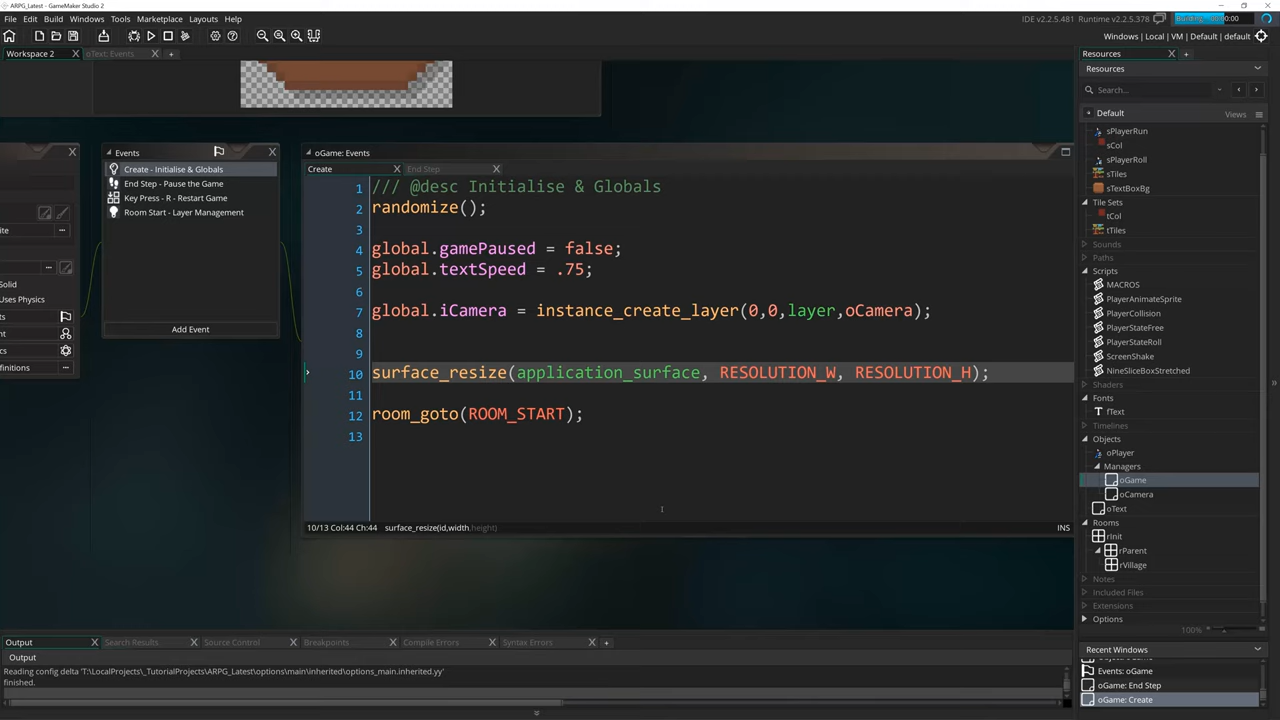 ARPG_Latest - GameMaker Studio 2
File Edit Build Windows Tools Marketplace Layouts Help
Building
IDE v2.2.5.481 Runtime v2.2.5.378
Windows | Local | VM | Default | default
Workspace 2
oText: Events
Resources
Resources
Search...
Default
Views
sPlayerRun
sCol
sPlayerRoll
sTiles
sTextBoxBg
Tile Sets
tCol
tTiles
Sounds
Paths
Scripts
MACROS
PlayerAnimateSprite
PlayerCollision
PlayerStateFree
PlayerStateRoll
ScreenShake
NineSliceBoxStretched
Shaders
Fonts
fText
Timelines
Objects
oPlayer
Managers
oGame
oCamera
oText
Rooms
rInit
rParent
rVillage
Notes
Included Files
Extensions
Options
100%
Recent Windows
Events: oGame
oGame: End Step
oGame: Create
Solid
Uses Physics
Events
Create - Initialise & Globals
End Step - Pause the Game
Key Press - R - Restart Game
Room Start - Layer Management
Add Event
oGame: Events
Create
End Step
1 /// @desc Initialise & Globals
2 randomize();
3
4 global.gamePaused = false;
5 global.textSpeed = .75;
6
7 global.iCamera = instance_create_layer(0,0,layer,oCamera);
8
9
10 surface_resize(application_surface, RESOLUTION_W, RESOLUTION_H);
11
12 room_goto(ROOM_START);
13
10/13 Col:44 Ch:44 surface_resize(id,width,height)
INS
Output
Search Results
Source Control
Breakpoints
Compile Errors
Syntax Errors
Output
Reading config delta 'T:\LocalProjects\_TutorialProjects\ARPG_Latest\options\main\inherited\options_main.inherited.yy'
finished.